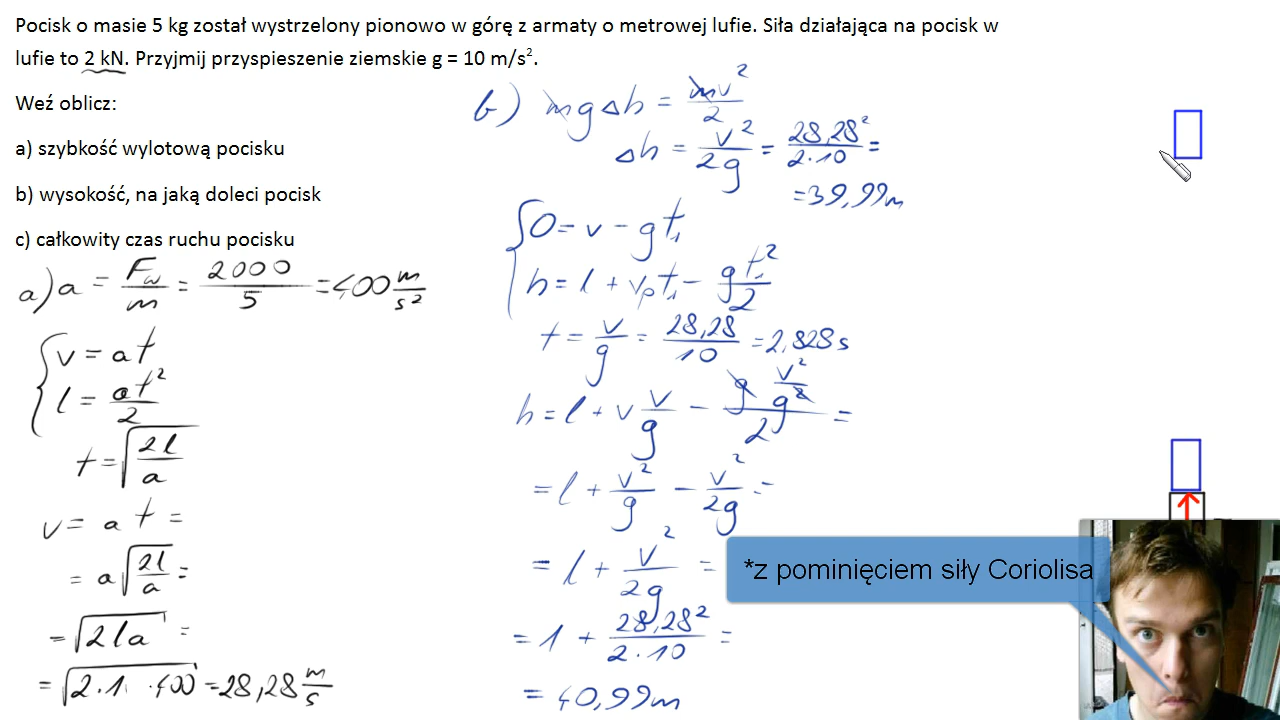 Pocisk o masie 5 kg został wystrzelony pionowo w górę z armaty o metrowej lufie. Siła działająca na pocisk w
lufie to 2 kN. Przyjmij przyspieszenie ziemskie g = 10 m/s².
Weź oblicz:
a) szybkość wylotową pocisku
b) wysokość, na jaką doleci pocisk
c) całkowity czas ruchu pocisku
a) a = Fw/m = 2000/5 = 400 m/s²
v = at
l = at²/2
t = √(2l/a)
v = a t =
= a√(2l/a) =
= √(2la) =
= √(2·1·400) = 28,28 m/s
b) mgΔh = mv²/2
Δh = v²/2g = 28,28²/2·10 =
= 39,99m
0 = v - gt₁
h = l + vₚt₁ - gt₁²/2
t = v/g = 28,28/10 = 2,828s
h = l + v v/g - g v²/g²/2 =
= l + v²/g - v²/2g =
= l + v²/2g =
= 1 + 28,28²/2·10 =
= 40,99m
*z pominięciem siły Coriolisa